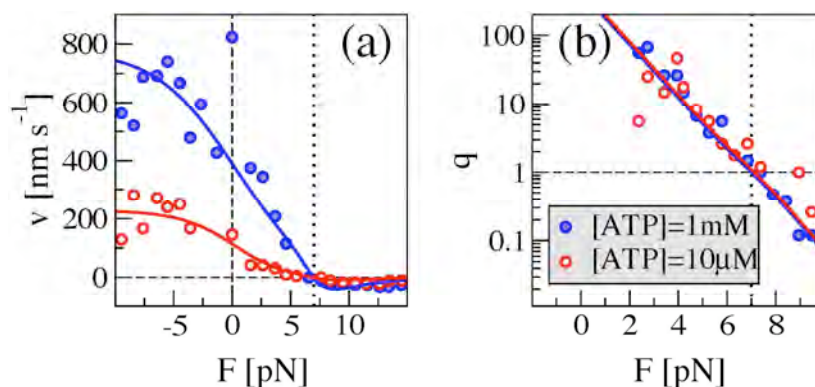 (a)
v [nm s⁻¹]
800
600
400
200
0
-5
0
5
10
F [pN]
(b)
q
100
10
1
0.1
[ATP]=1mM
[ATP]=10μM
0
2
4
6
8
F [pN]